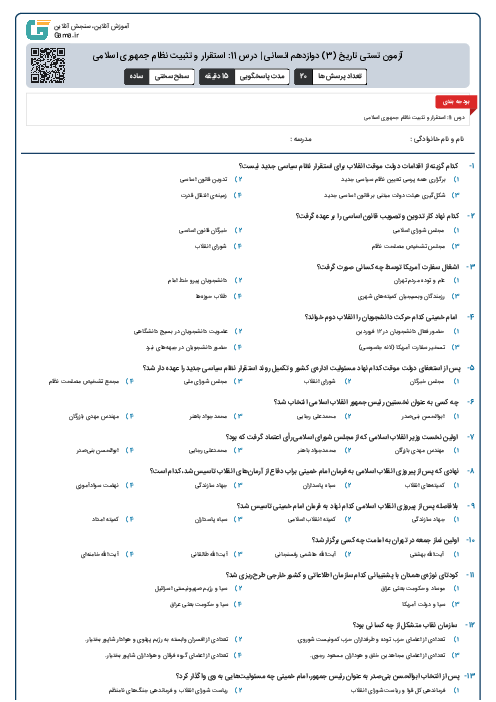 آموزش آنلاین، سنجش آنلاین
Gama.ir
آزمون تستی تاریخ (۳) دوازدهم انسانی | درس ۱۱: استقرار و تثبیت نظام جمهوری اسلامی
تعداد پرسش‌ها ۲۰ مدت پاسخگویی ۱۵ دقیقه سطح سختی ساده
بودجه بندی
درس ۱۱: استقرار و تثبیت نظام جمهوری اسلامی
نام و نام خانوادگی : مدرسه :
۱- کدام گزینه از اقدامات دولت موقت انقلاب برای استقرار نظام سیاسی جدید نیست؟
۱) برگزاری همه پرسی تعیین نظام سیاسی جدید ۲) تدوین قانون اساسی
۳) شکل‌گیری هیئت دولت مبتنی بر قانون اساسی جدید ۴) زمینه‌ی انتقال قدرت
۲- کدام نهاد کار تدوین و تصویب قانون اساسی را بر عهده گرفت؟
۱) مجلس شورای اسلامی ۲) خبرگان قانون اساسی
۳) مجلس تشخیص مصلحت نظام ۴) شورای انقلاب
۳- اشغال سفارت آمریکا توسط چه کسانی صورت گرفت؟
۱) عام و توده مردم تهران ۲) دانشجویان پیرو خط امام
۳) رزمندگان و بسیجیان کمیته‌های شهری ۴) طلاب حوزه‌ها
۴- امام خمینی کدام حرکت دانشجویان را انقلاب دوم خواند؟
۱) حضور فعال دانشجویان در ۱۲ فروردین ۲) عضویت دانشجویان در بسیج دانشگاهی
۳) تسخیر سفارت آمریکا (لانه جاسوسی) ۴) حضور دانشجویان در جبهه‌های نبرد
۵- پس از استعفای دولت موقت کدام نهاد مسئولیت اداره‌ی کشور و تکمیل روند استقرار نظام سیاسی جدید را عهده دار شد؟
۱) مجلس خبرگان ۲) شورای انقلاب ۳) مجلس شورای ملی ۴) مجمع تشخیص مصلحت نظام
۶- چه کسی به عنوان نخستین رئیس جمهور انقلاب اسلامی انتخاب شد؟
۱) ابوالحسن بنی‌صدر ۲) محمدعلی رجایی ۳) محمدجواد باهنر ۴) مهندس مهدی بازرگان
۷- اولین نخست وزیر انقلاب اسلامی که از مجلس شورای اسلامی رأی اعتماد گرفت که بود؟
۱) مهندس مهدی بازرگان ۲) محمدجواد باهنر ۳) محمدعلی رجایی ۴) ابوالحسن بنی‌صدر
۸- نهادی که پس از پیروزی انقلاب اسلامی به فرمان امام خمینی برای دفاع از آرمان‌های انقلاب تاسیس شد، کدام است؟
۱) کمیته‌های انقلاب ۲) سپاه پاسداران ۳) جهاد سازندگی ۴) نهضت سوادآموزی
۹- بلافاصله پس از پیروزی انقلاب اسلامی کدام نهاد به فرمان امام خمینی تاسیس شد؟
۱) جهاد سازندگی ۲) کمیته انقلاب اسلامی ۳) سپاه پاسداران ۴) کمیته امداد
۱۰- اولین نماز جمعه در تهران به امامت چه کسی برگزار شد؟
۱) آیت‌الله بهشتی ۲) آیت‌الله هاشمی رفسنجانی ۳) آیت‌الله طالقانی ۴) آیت‌الله خامنه‌ای
۱۱- کودتای نوژه‌ی همدان با پشتیبانی کدام سازمان اطلاعاتی و کشور خارجی طرح‌ریزی شد؟
۱) موساد و حکومت بعثی عراق ۲) سیا و رژیم صهیونیستی اسرائیل
۳) سیا و دولت آمریکا ۴) سیا و حکومت بعثی عراق
۱۲- سازمان نقاب متشکل از چه کسانی بود؟
۱) تعدادی از اعضای حزب توده و طرفداران حزب کمونیست شوروی. ۲) تعدادی از افسران وابسته به رژیم پهلوی و هوادار شاپور بختیار.
۳) تعدادی از اعضای مجاهدین خلق و هوداران مسعود رجوی. ۴) تعدادی از اعضای گروه فرقان و هواداران شاپور بختیار.
۱۳- پس از انتخاب ابوالحسن بنی‌صدر به عنوان رئیس جمهور، امام خمینی چه مسئولیت‌هایی به وی واگذار کرد؟
۱) فرماندهی کل قوا و ریاست شورای انقلاب ۲) ریاست شورای انقلاب و فرماندهی جنگ‌های نامنظم